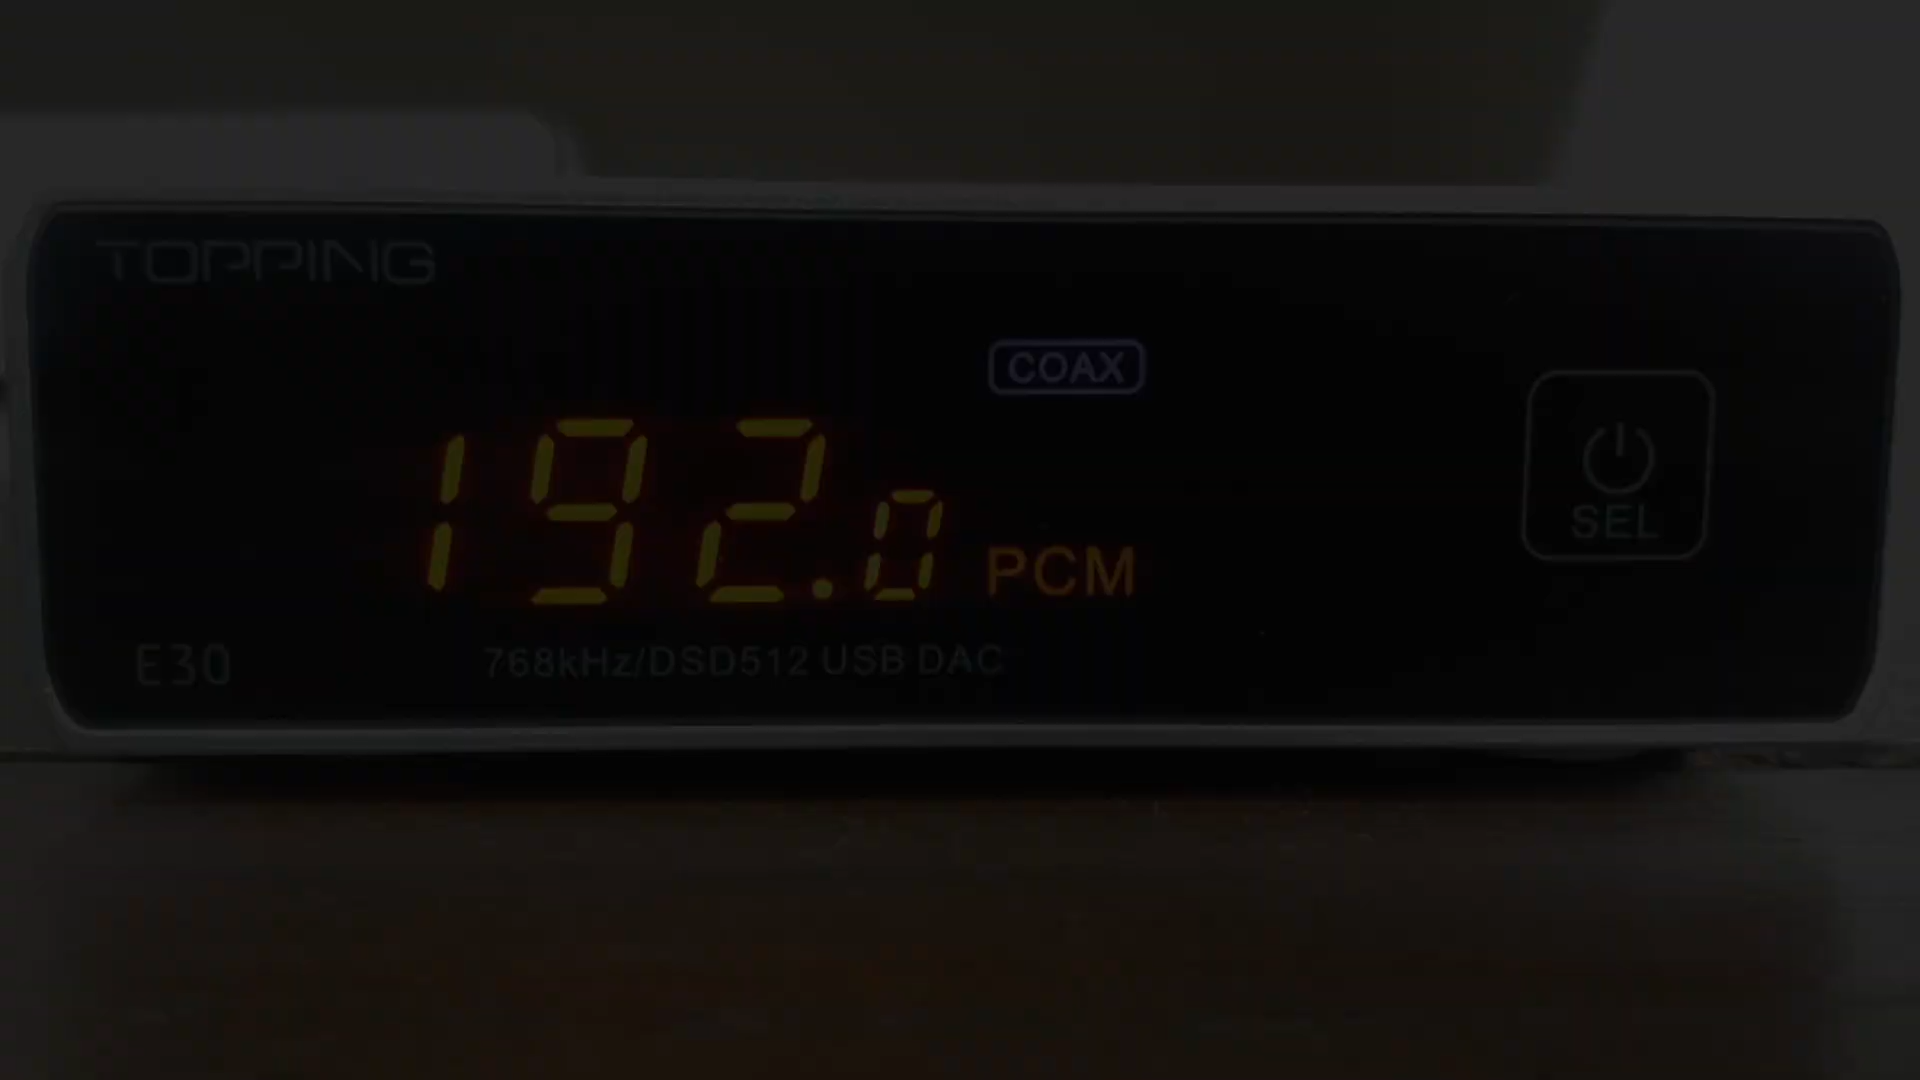 TOPPING
COAX
192.0 PCM
SEL
E30
768kHz/DSD512 USB DAC